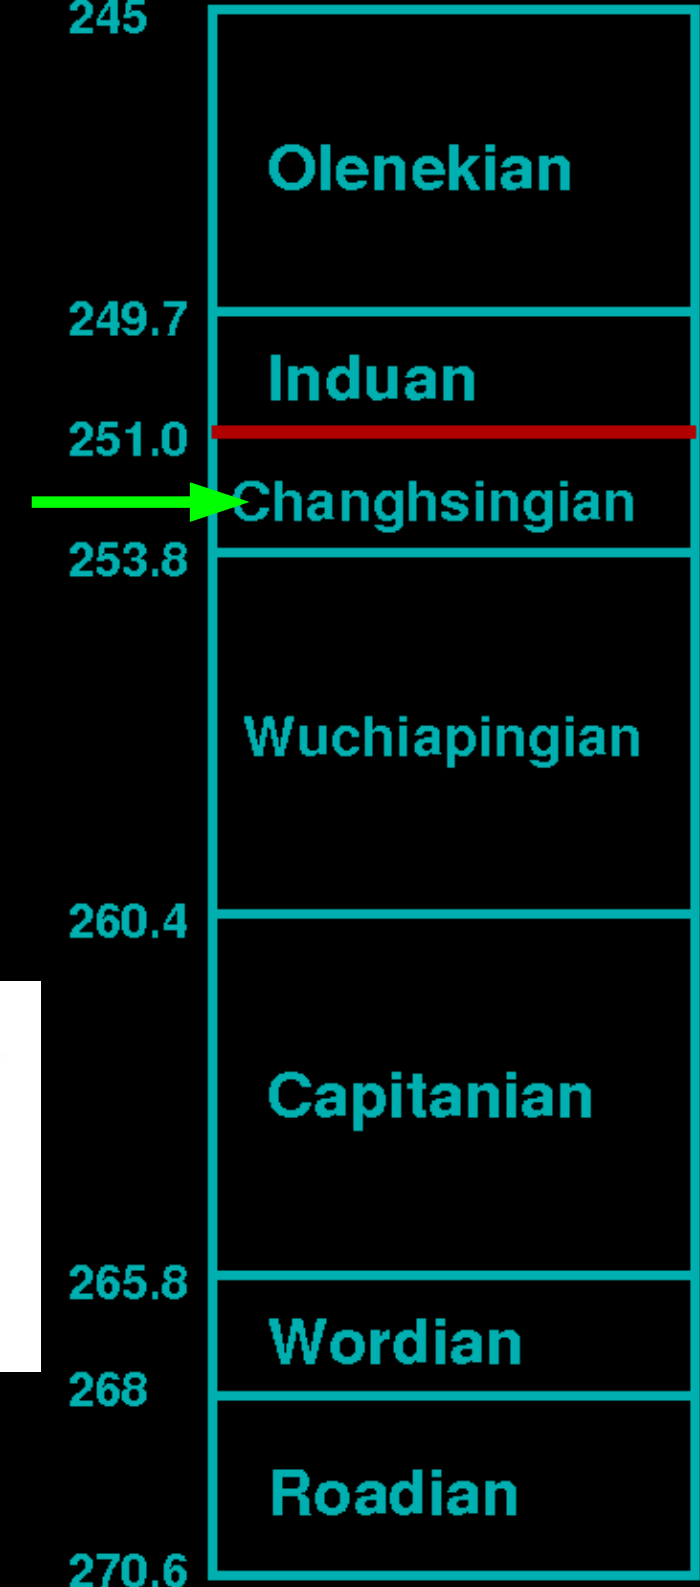 245
Olenekian
249.7
Induan
251.0
Changhsingian
253.8
Wuchiapingian
260.4
Capitanian
265.8
Wordian
268
Roadian
270.6